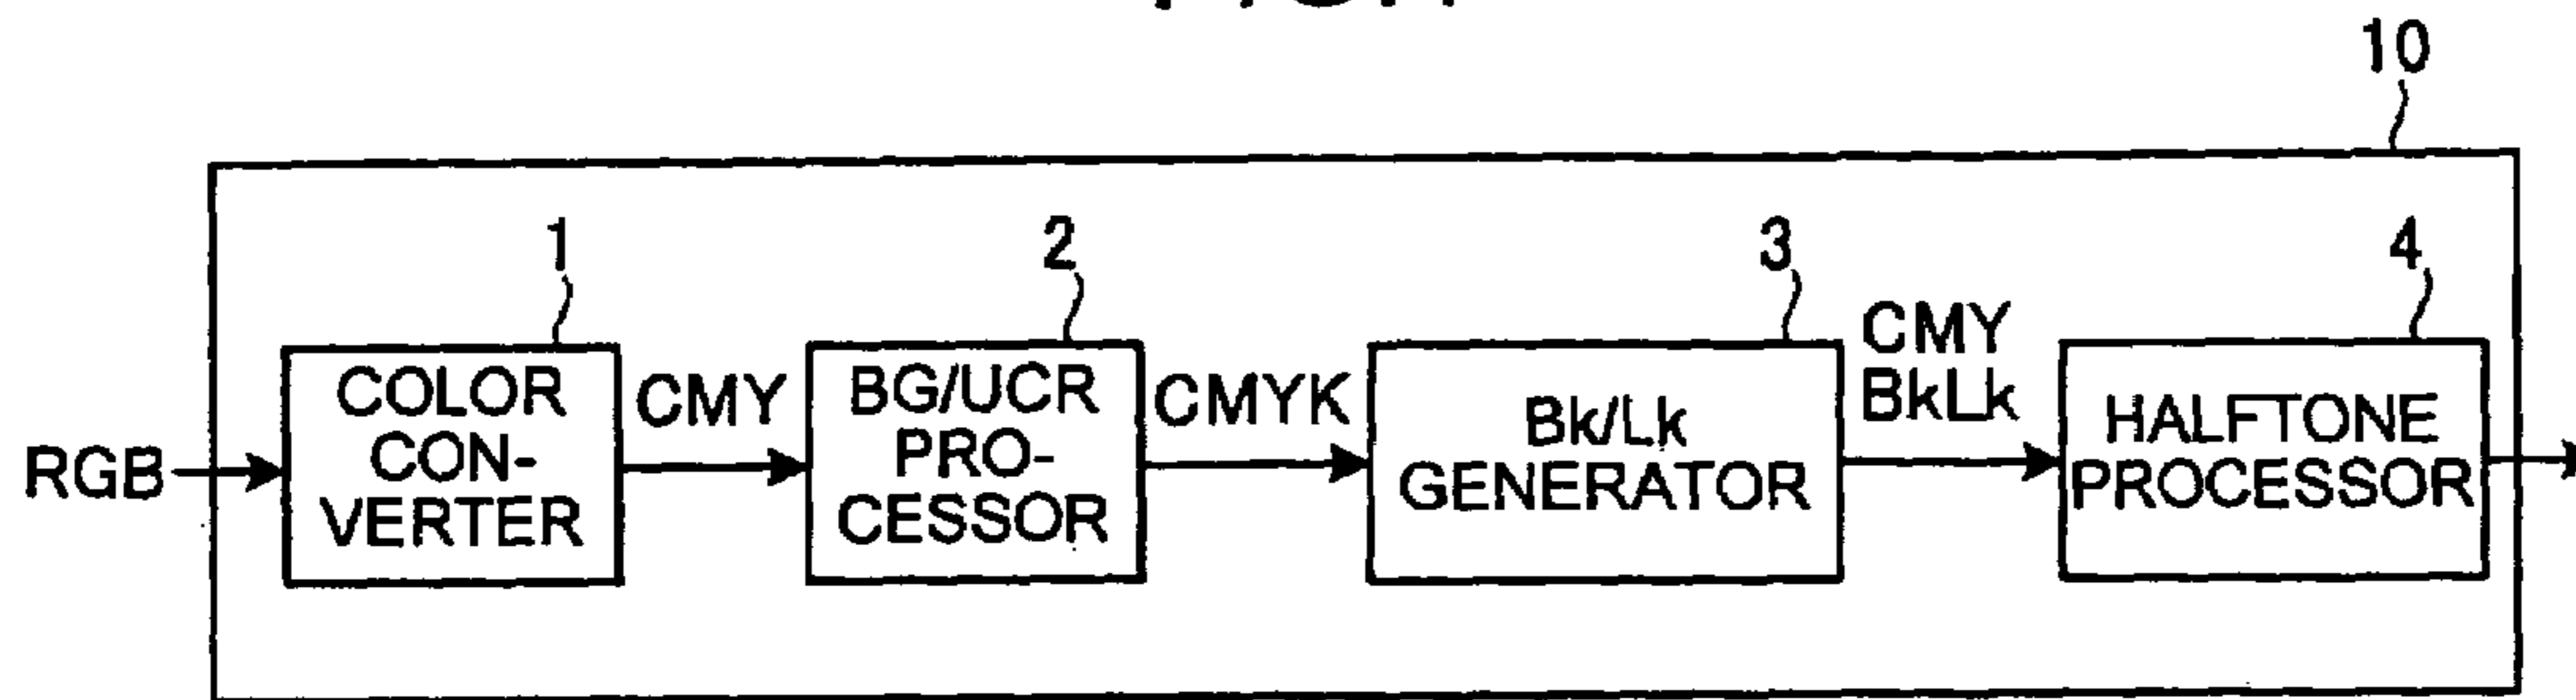 10
1
2
3
4
RGB
COLOR
CON-
VERTER
CMY
BG/UCR
PRO-
CESSOR
CMYK
Bk/Lk
GENERATOR
CMY
BkLk
HALFTONE
PROCESSOR